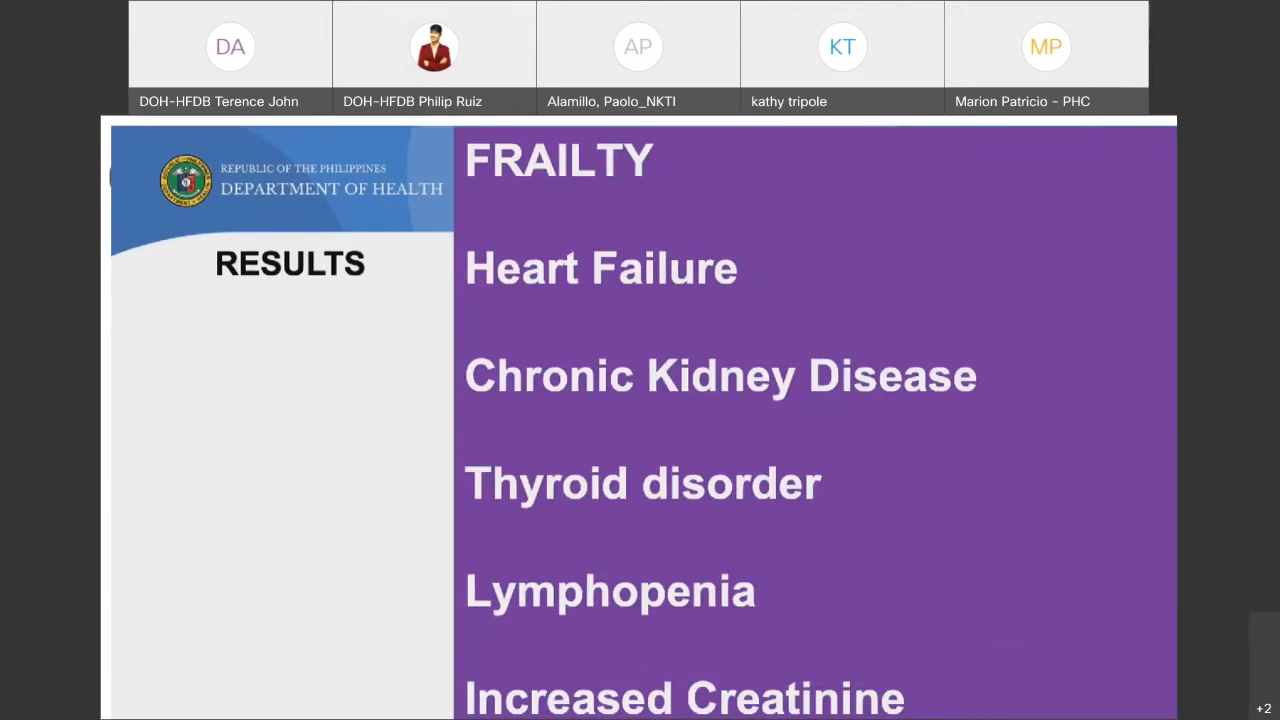 DA
AP
KT
MP
DOH-HFDB Terence John
DOH-HFDB Philip Ruiz
Alamillo, Paolo_NKTI
kathy tripole
Marion Patricio - PHC
REPUBLIC OF THE PHILIPPINES
DEPARTMENT OF HEALTH
RESULTS
FRAILTY
Heart Failure
Chronic Kidney Disease
Thyroid disorder
Lymphopenia
Increased Creatinine
+2